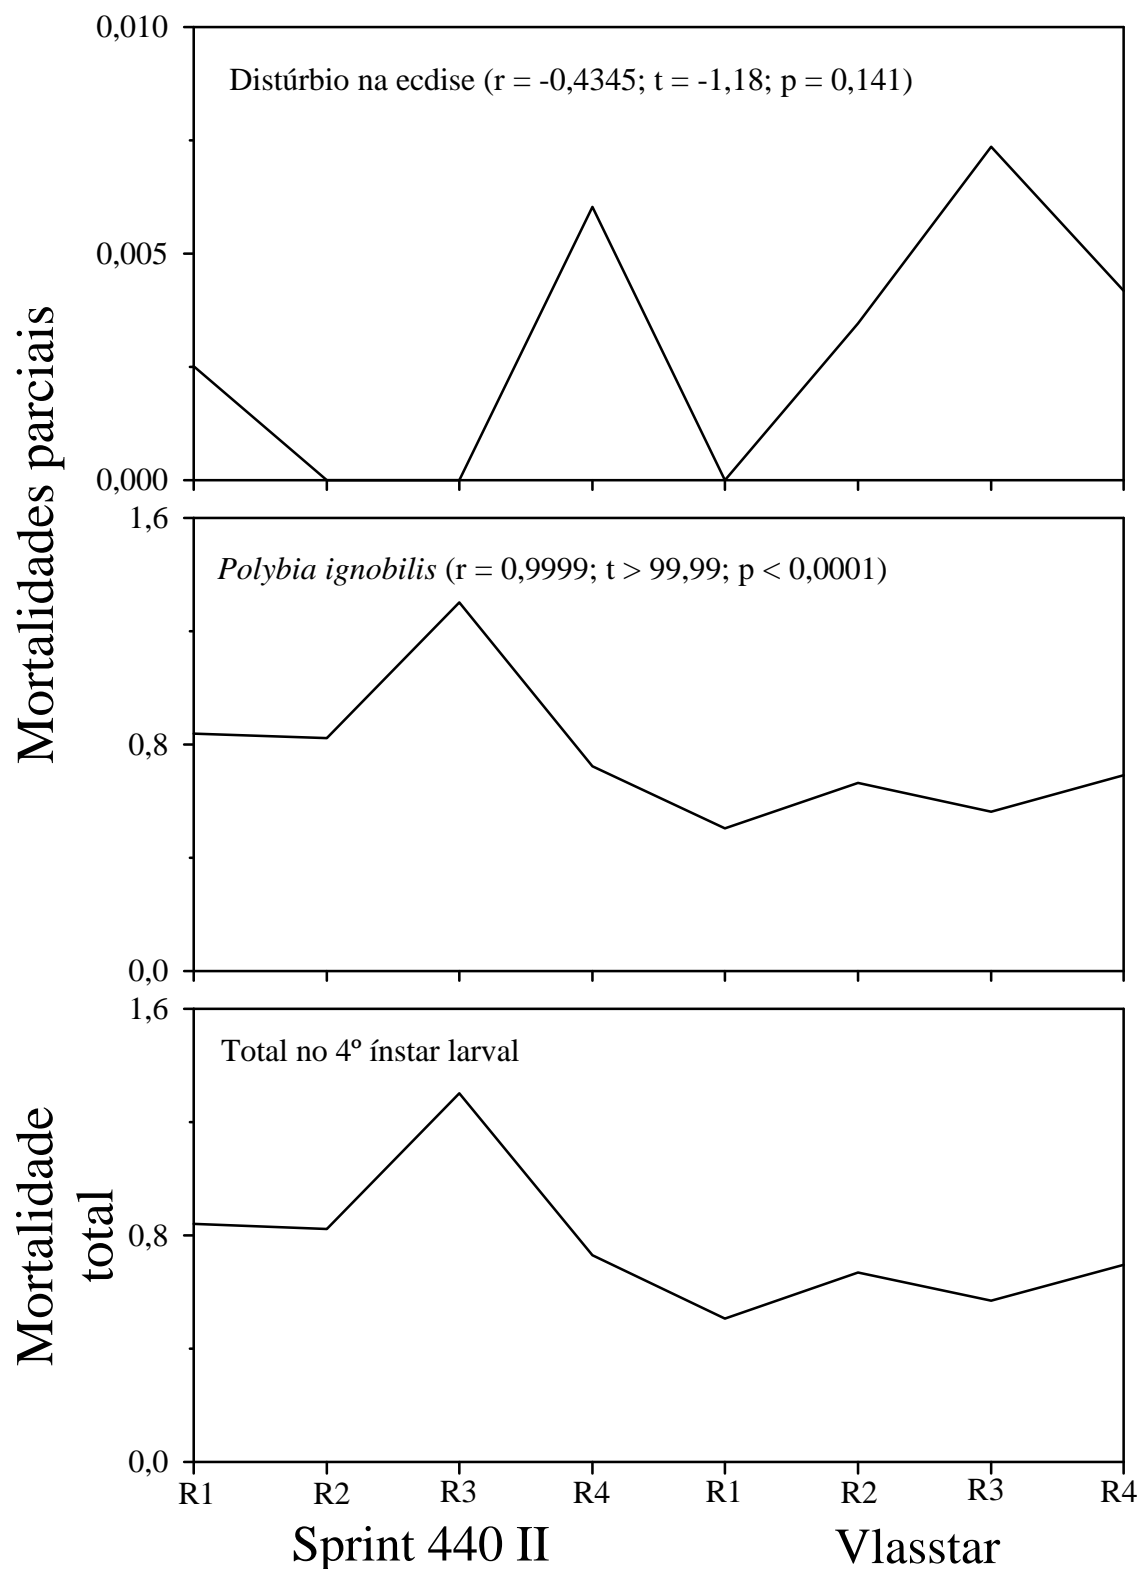 Mortalidades parciais
0,010
Distúrbio na ecdise (r = -0,4345; t = -1,18; p = 0,141)
0,005
0,000
1,6
Polybia ignobilis (r = 0,9999; t > 99,99; p < 0,0001)
0,8
0,0
Mortalidade
total
1,6
Total no 4º ínstar larval
0,8
0,0
R1 R2 R3 R4 R1 R2 R3 R4
Sprint 440 II Vlasstar